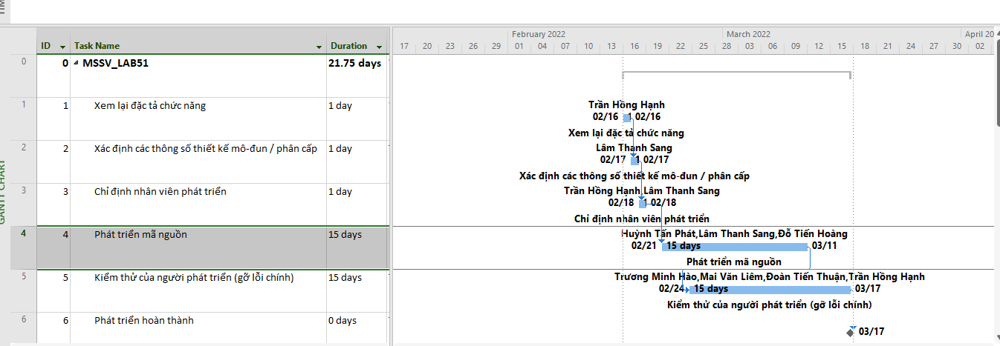 TIM
February 2022 March 2022 April 20
ID Task Name Duration 17 20 23 26 29 01 04 07 10 13 16 19 22 25 28 03 06 09 12 15 18 21 24 27 30 02
0 0 MSSV_LAB51 21.75 days
1 1 Xem lại đặc tả chức năng 1 day
Trần Hồng Hạnh
02/16 1 02/16
Xem lại đặc tả chức năng
2 2 Xác định các thông số thiết kế mô-đun / phân cấp 1 day
Lâm Thanh Sang
02/17 1 02/17
Xác định các thông số thiết kế mô-đun / phân cấp
3 3 Chỉ định nhân viên phát triển 1 day
Trần Hồng Hạnh,Lâm Thanh Sang
02/18 1 02/18
Chỉ định nhân viên phát triển
4 4 Phát triển mã nguồn 15 days
Huỳnh Tấn Phát,Lâm Thanh Sang,Đỗ Tiến Hoàng
02/21 15 days 03/11
Phát triển mã nguồn
5 5 Kiểm thử của người phát triển (gỡ lỗi chính) 15 days
Trương Minh Hào,Mai Văn Liêm,Đoàn Tiến Thuận,Trần Hồng Hạnh
02/24 15 days 03/17
Kiểm thử của người phát triển (gỡ lỗi chính)
6 6 Phát triển hoàn thành 0 days
03/17
GANTT CHART